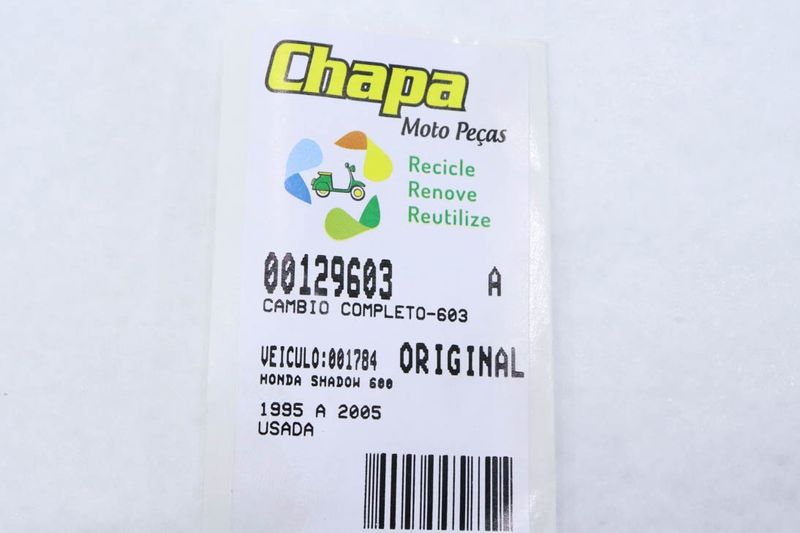 Chapa
Moto Peças
Recicle
Renove
Reutilize
00129603 A
CAMBIO COMPLETO-603
VEICULO:001784 ORIGINAL
HONDA SHADOW 600
1995 A 2005
USADA